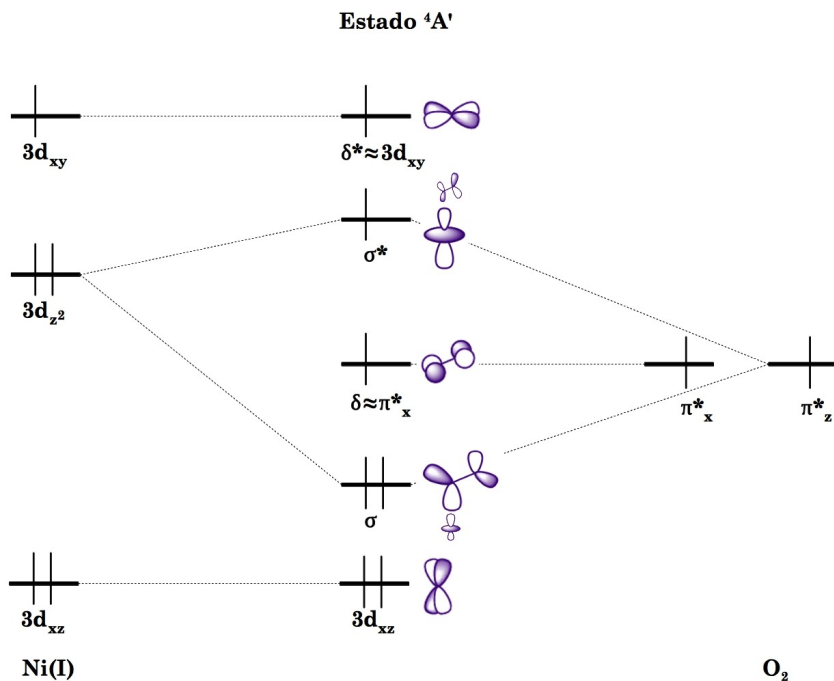 Estado ⁴A'
3d_xy
δ*≈3d_xy
σ*
3d_z²
δ≈π*_x
π*_x
π*_z
σ
3d_xz
3d_xz
Ni(I)
O₂